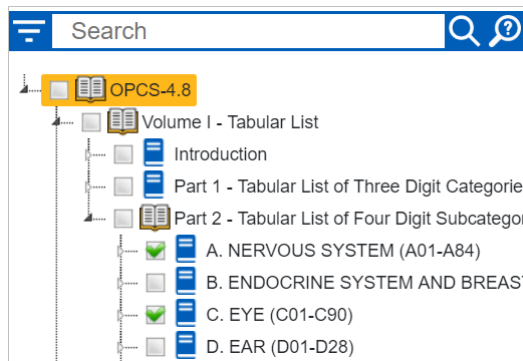 Search
OPCS-4.8
Volume I - Tabular List
Introduction
Part 1 - Tabular List of Three Digit Categorie
Part 2 - Tabular List of Four Digit Subcategor
A. NERVOUS SYSTEM (A01-A84)
B. ENDOCRINE SYSTEM AND BREAST
C. EYE (C01-C90)
D. EAR (D01-D28)